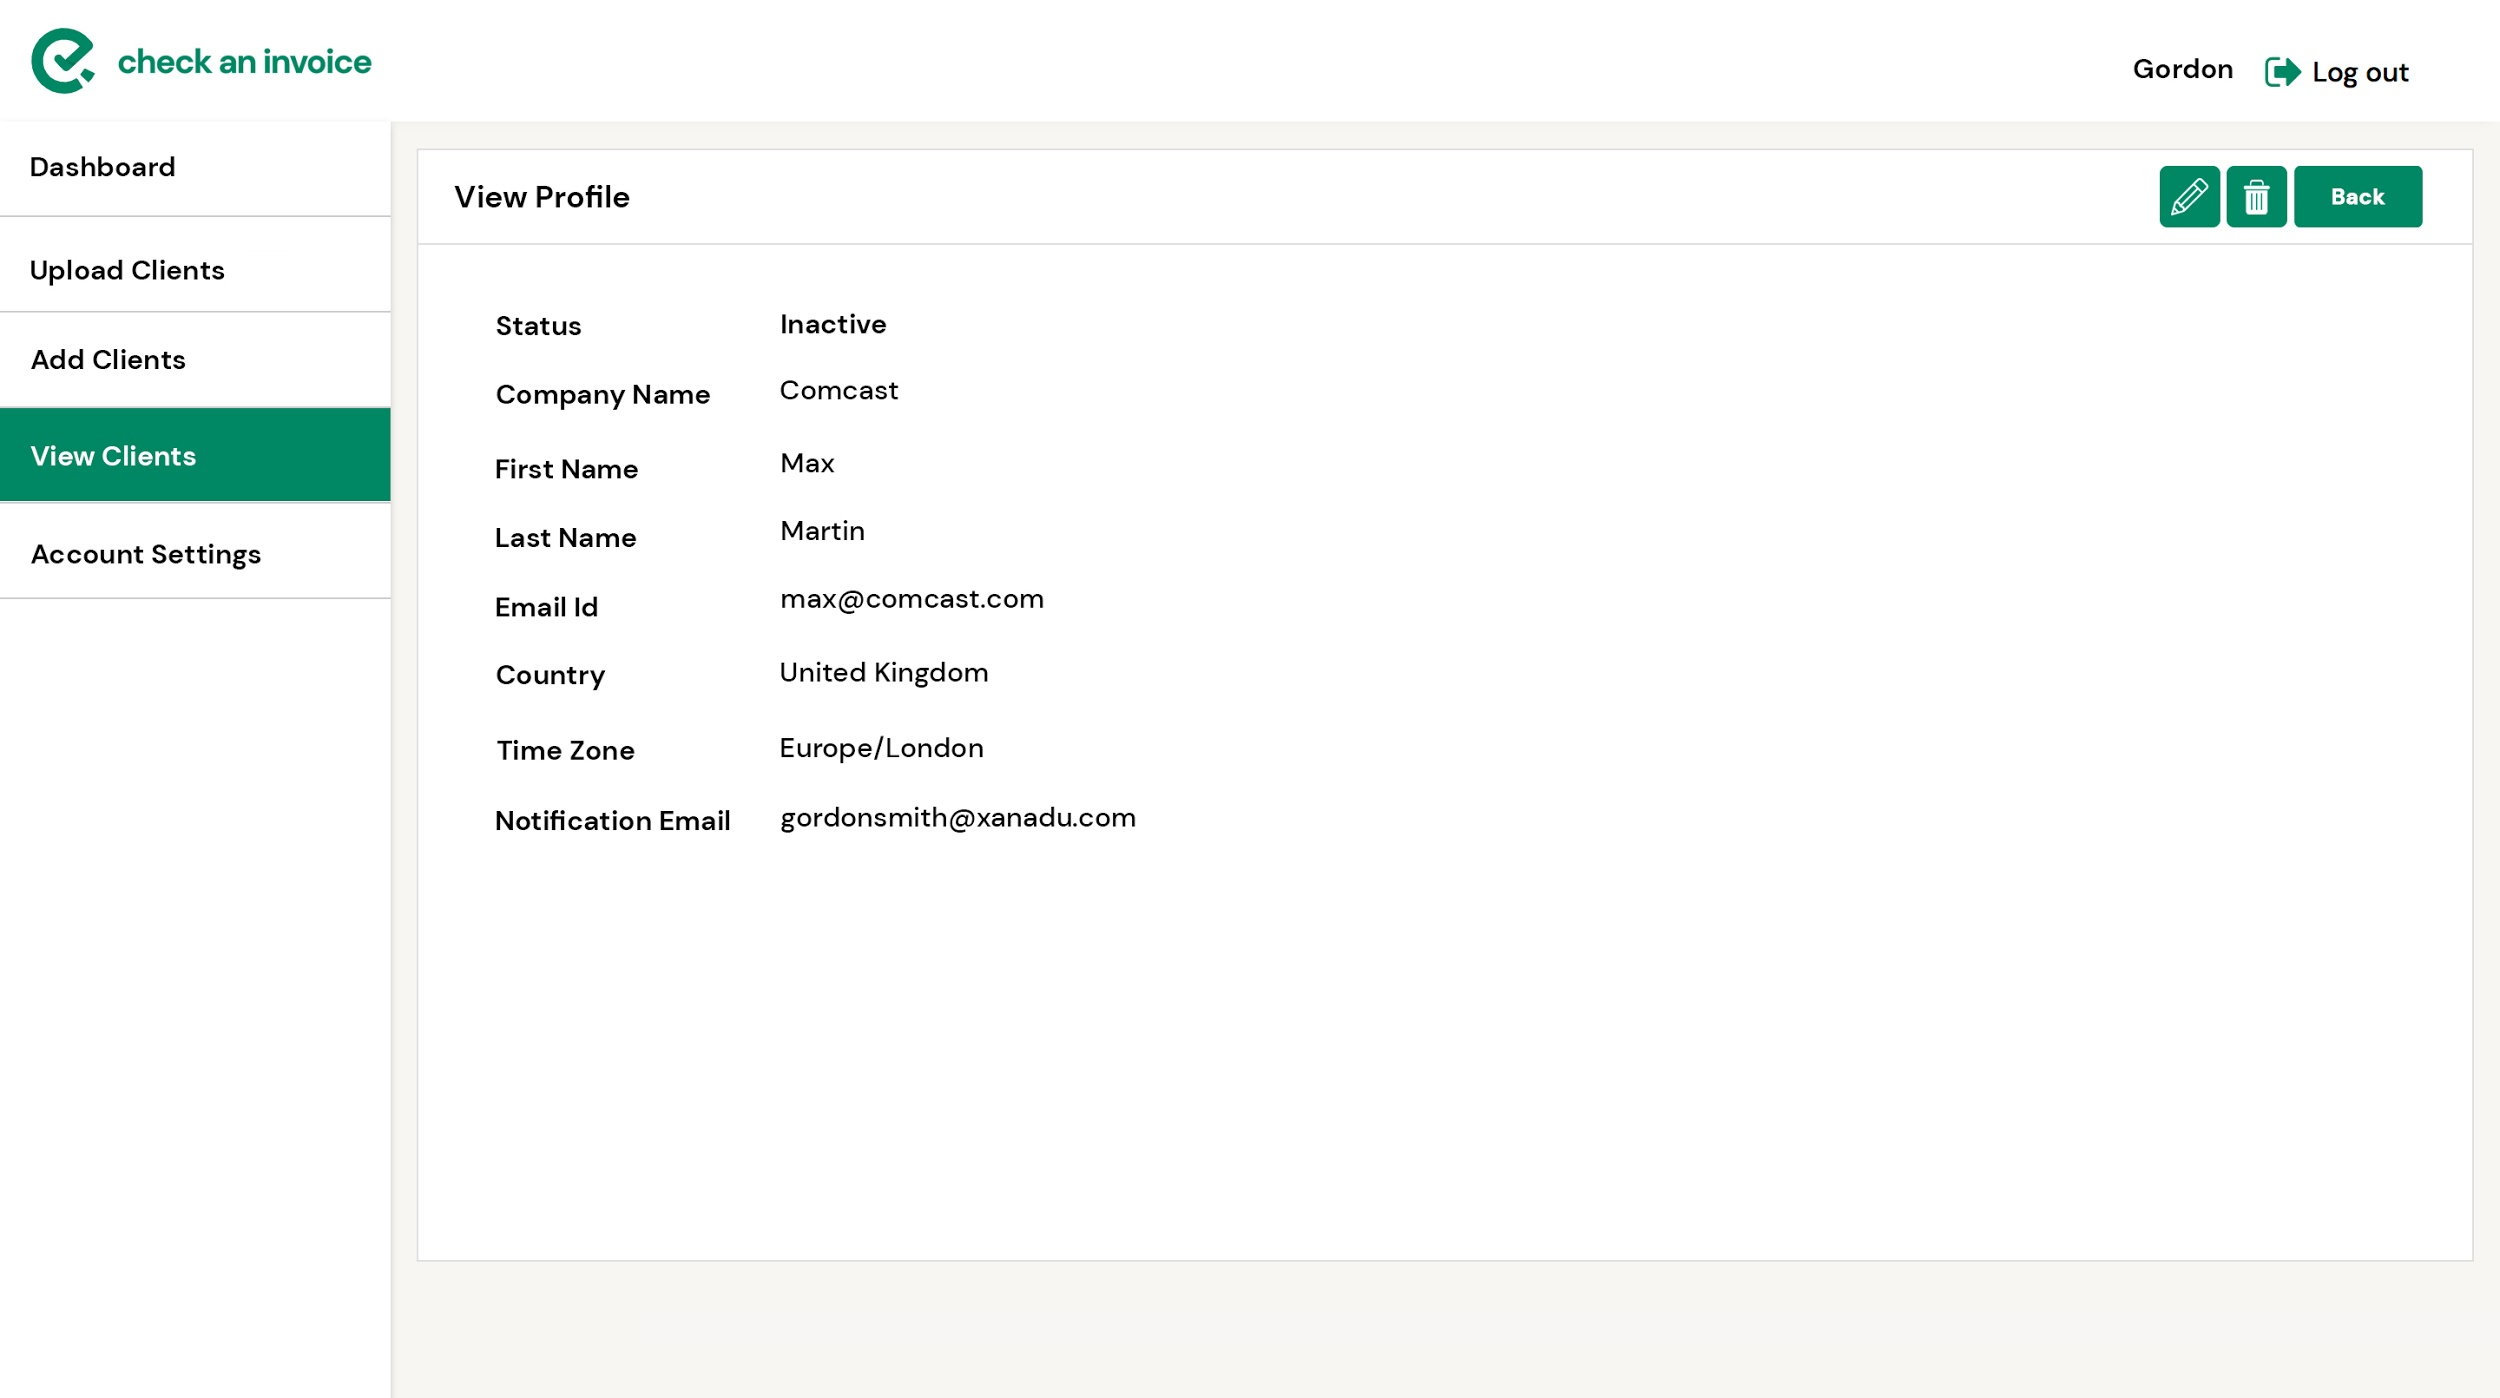 check an invoice
Gordon
Log out
Dashboard
Upload Clients
Add Clients
View Clients
Account Settings
View Profile
Back
Status Inactive
Company Name Comcast
First Name Max
Last Name Martin
Email Id max@comcast.com
Country United Kingdom
Time Zone Europe/London
Notification Email gordonsmith@xanadu.com